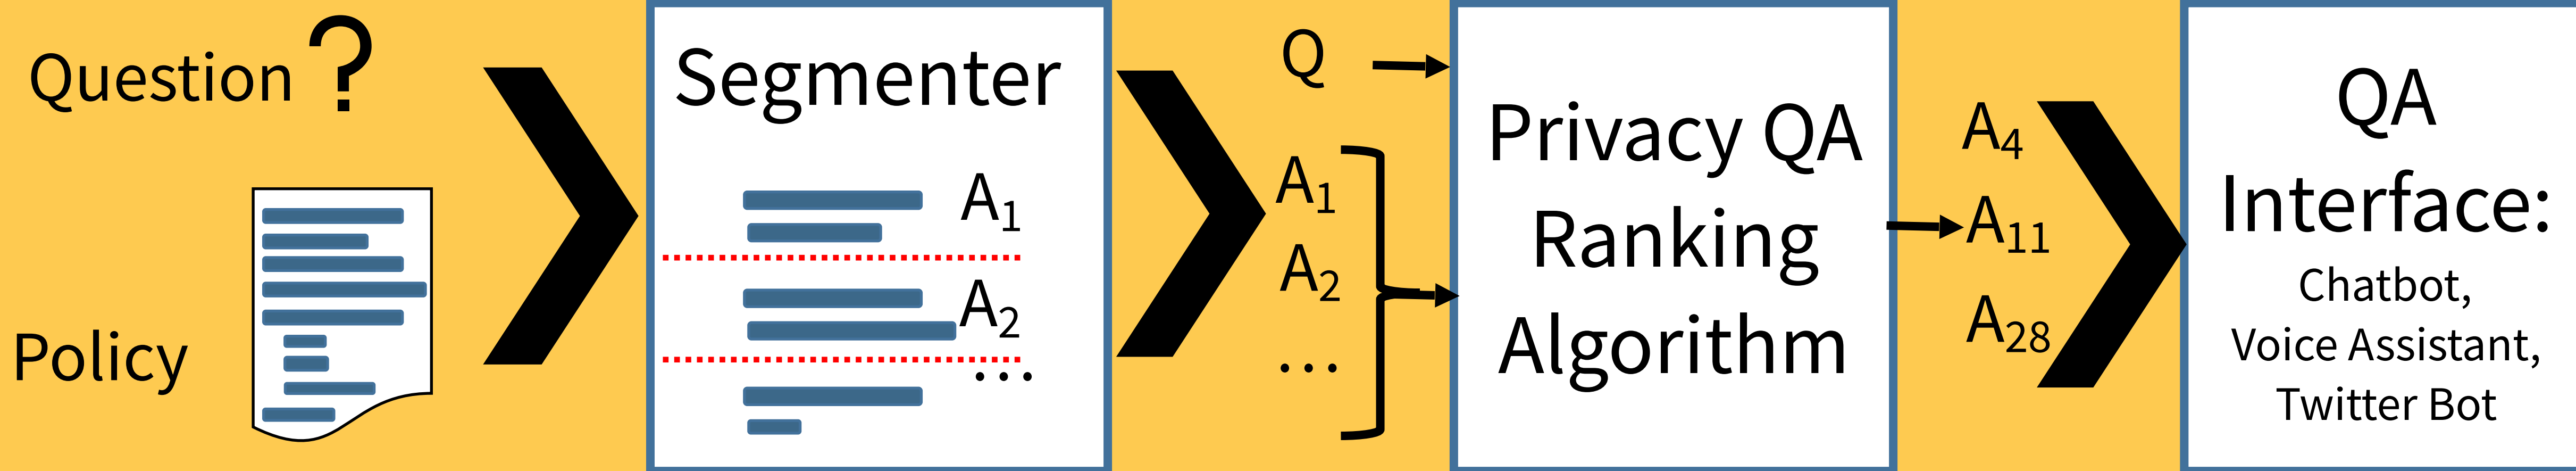 Question ?
Policy
Segmenter
A1
A2
...
Q
A1
A2
...
Privacy QA
Ranking
Algorithm
A4
A11
A28
QA
Interface:
Chatbot,
Voice Assistant,
Twitter Bot